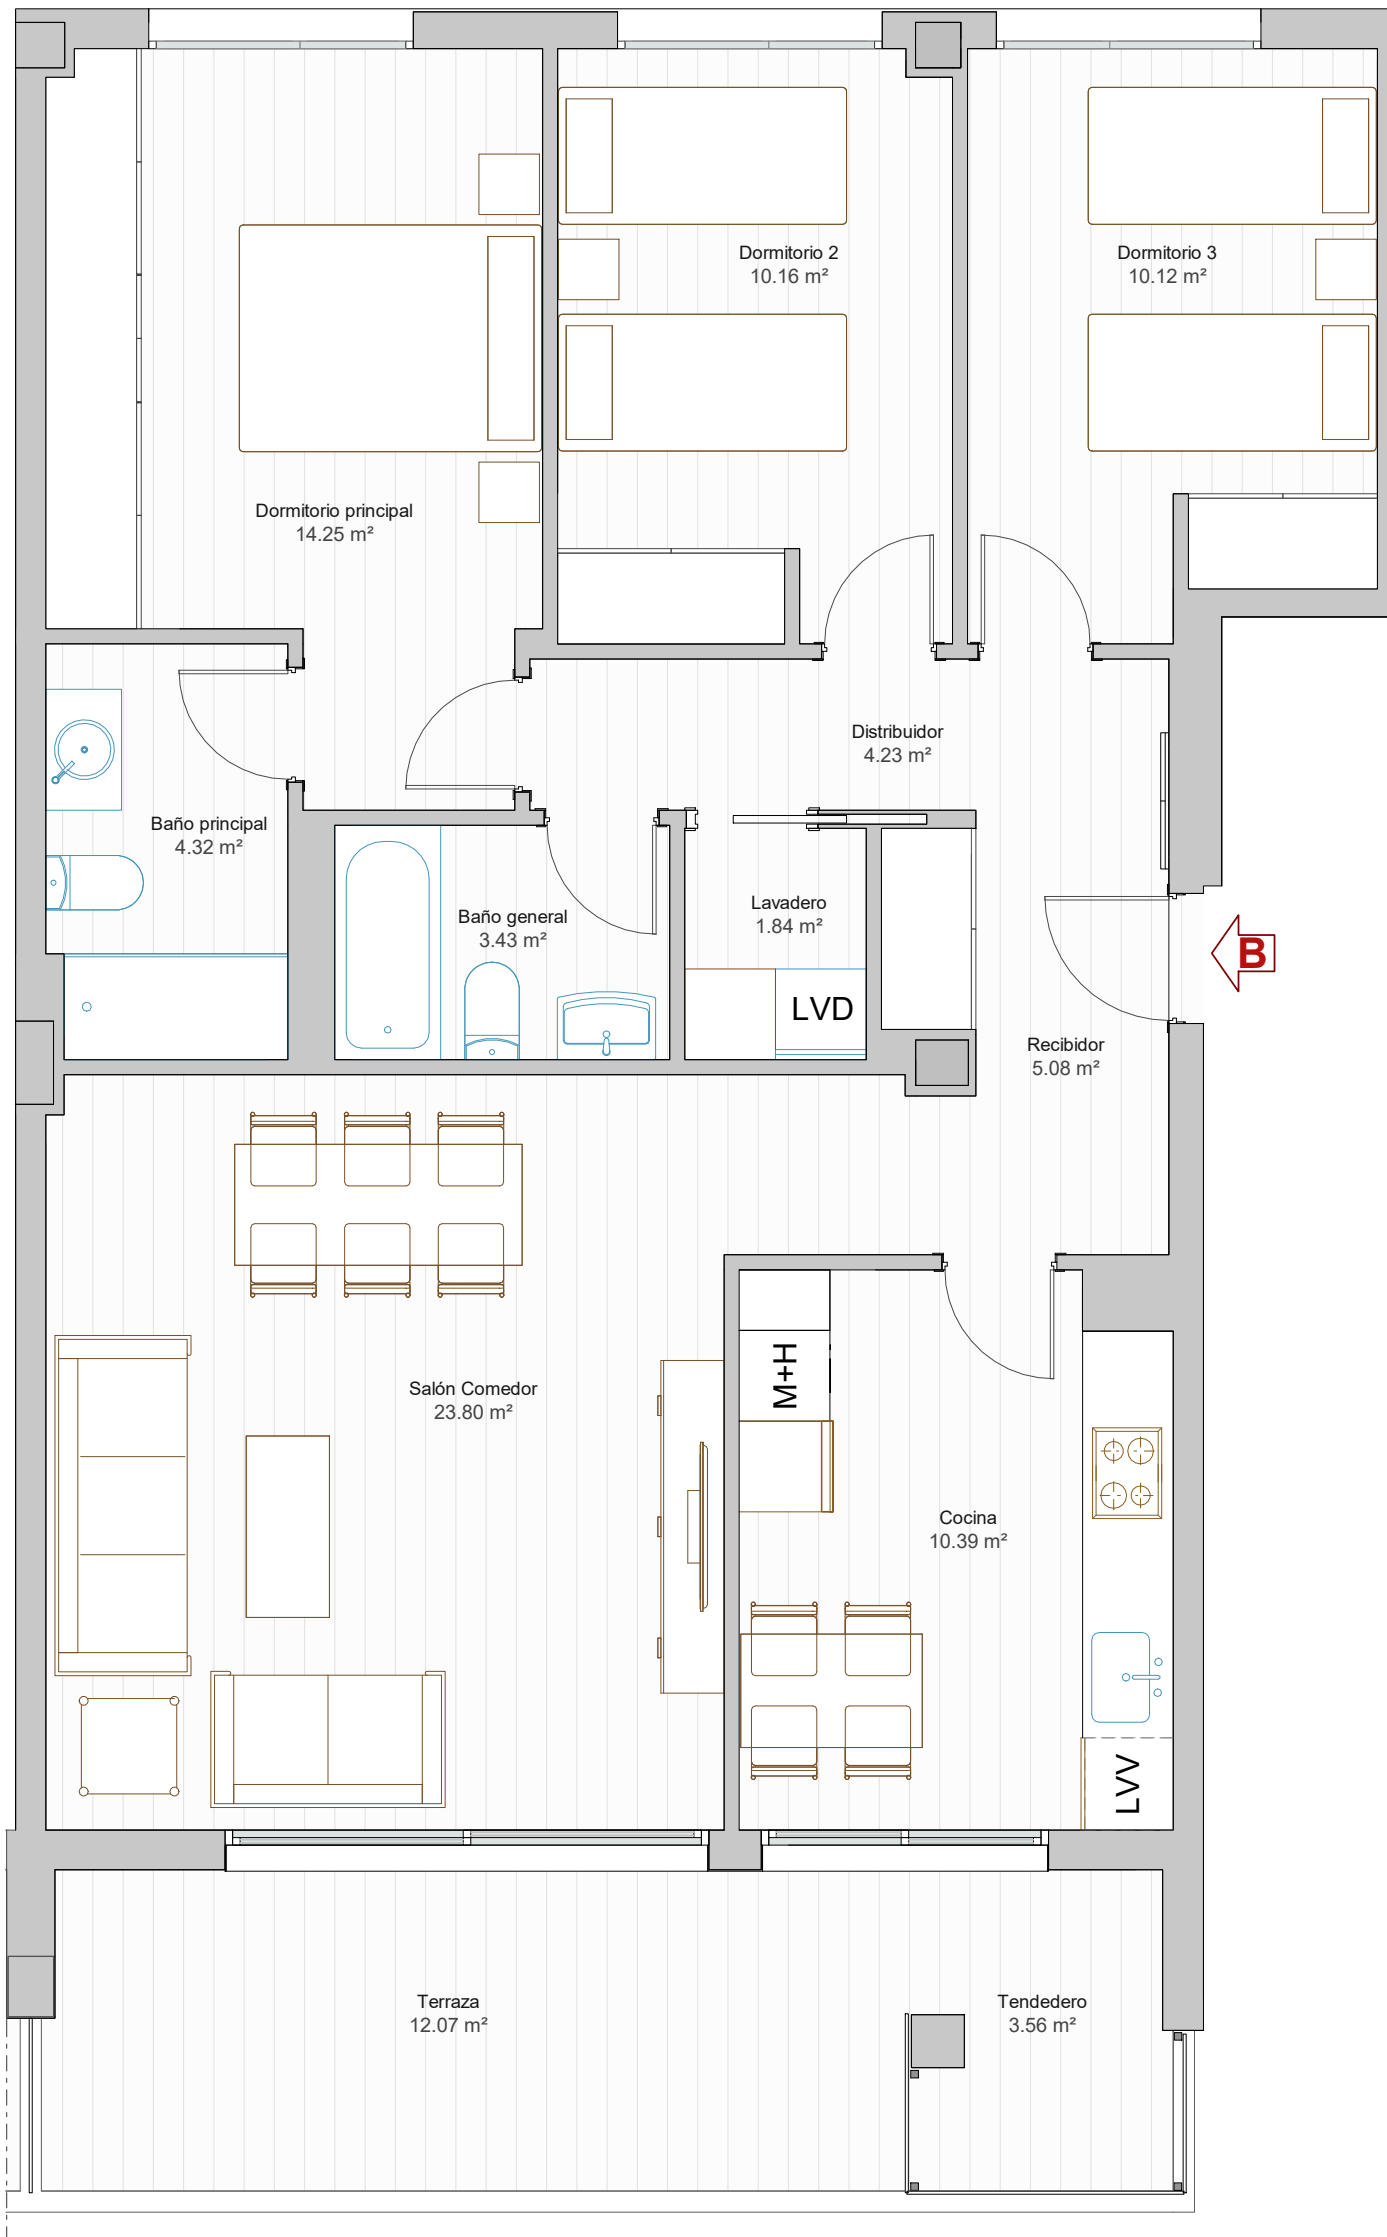 Dormitorio 2
10.16 m²
Dormitorio 3
10.12 m²
Dormitorio principal
14.25 m²
Distribuidor
4.23 m²
Baño principal
4.32 m²
Baño general
3.43 m²
Lavadero
1.84 m²
LVD
B
Recibidor
5.08 m²
Salón Comedor
23.80 m²
M+H
Cocina
10.39 m²
LVV
Terraza
12.07 m²
Tendedero
3.56 m²